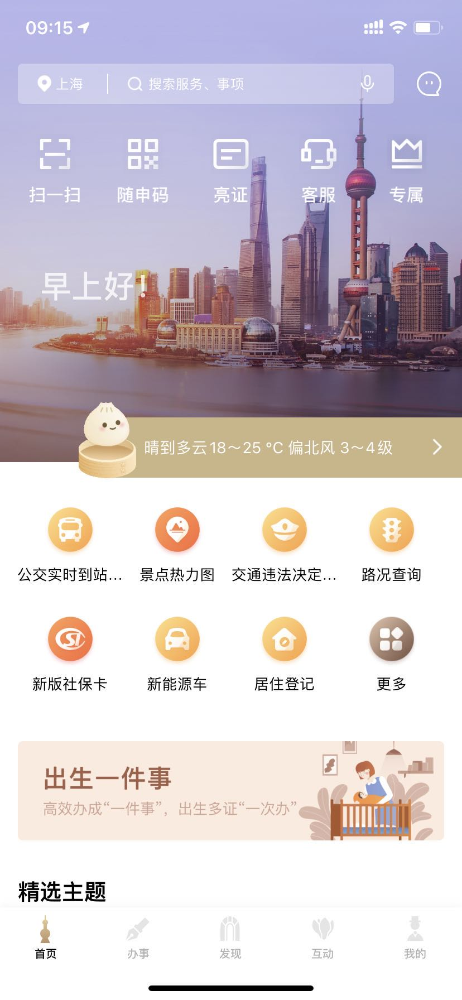 09:15
上海
搜索服务、事项
扫一扫
随申码
亮证
客服
专属
早上好！
晴到多云18～25 °C 偏北风 3～4级
公交实时到站...
景点热力图
交通违法决定...
路况查询
新版社保卡
新能源车
居住登记
更多
出生一件事
高效办成“一件事”，出生多证“一次办”
精选主题
首页
办事
发现
互动
我的